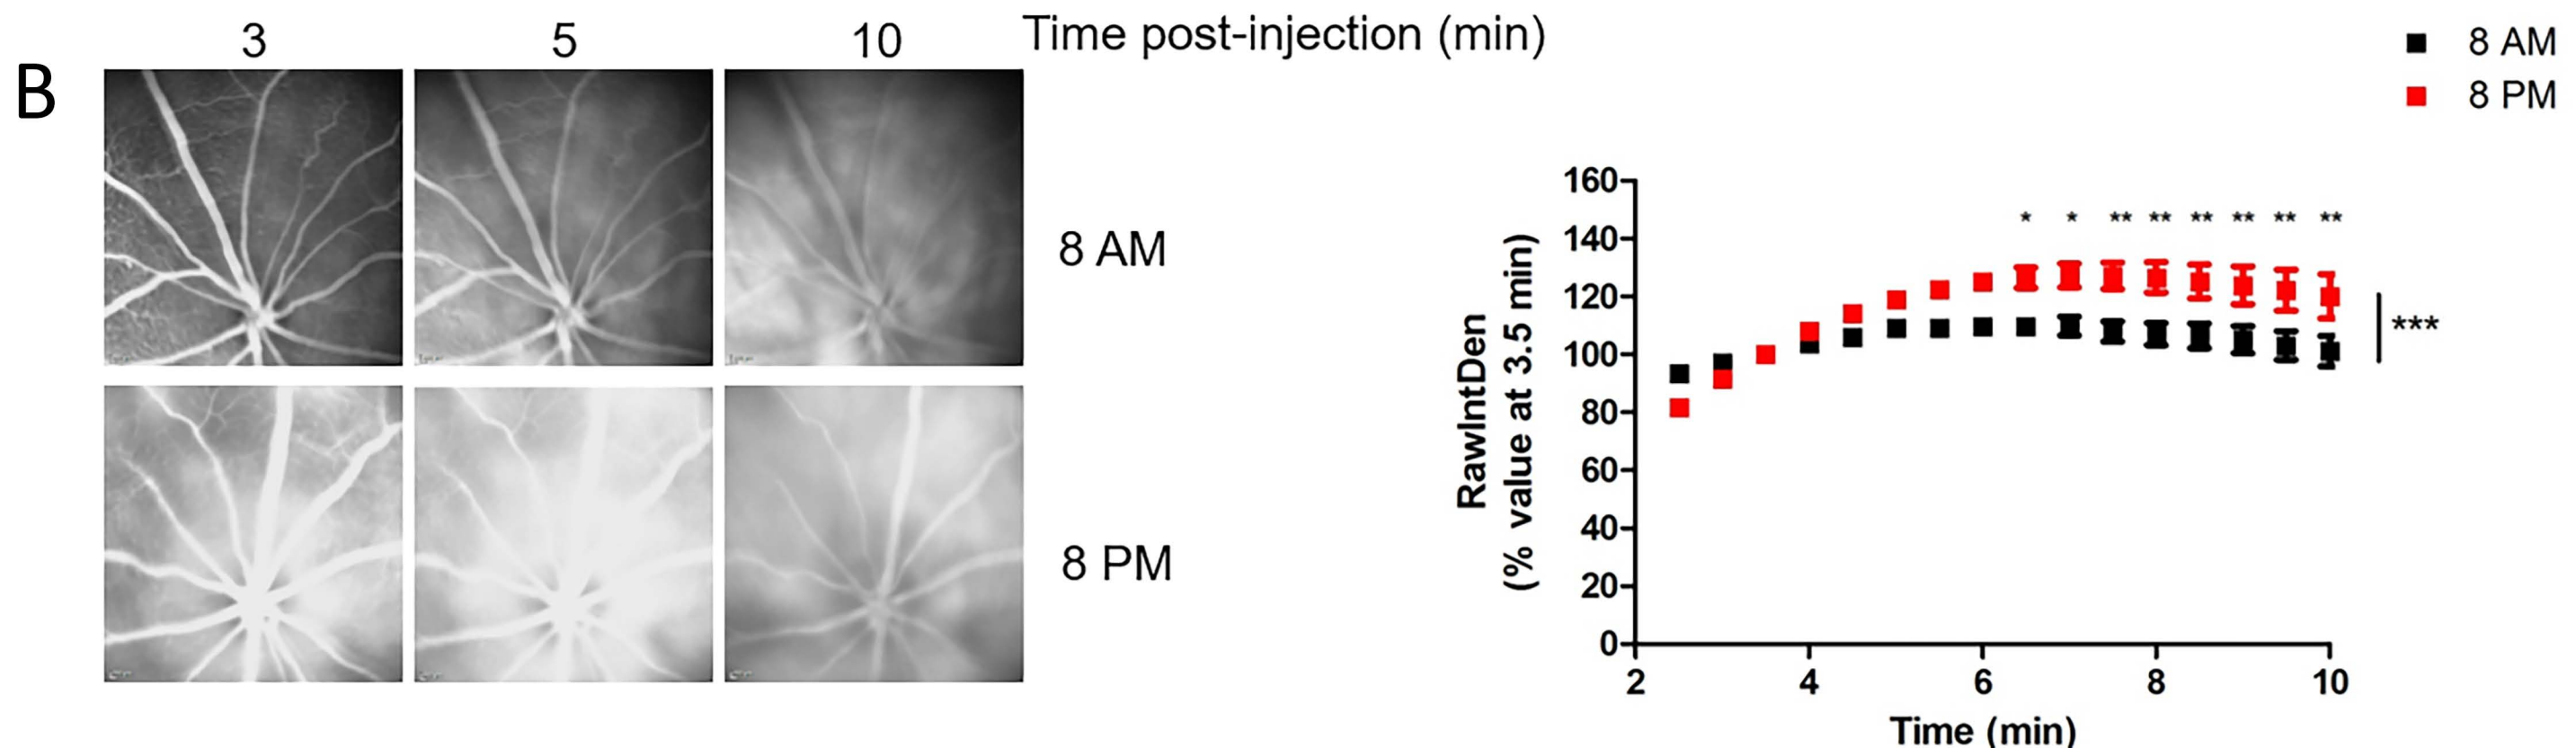 B
3 5 10 Time post-injection (min)
8 AM
8 PM
8 AM
8 PM
RawIntDen
(% value at 3.5 min)
160
140
120
100
80
60
40
20
0
* * ** ** ** ** ** **
***
2 4 6 8 10
Time (min)